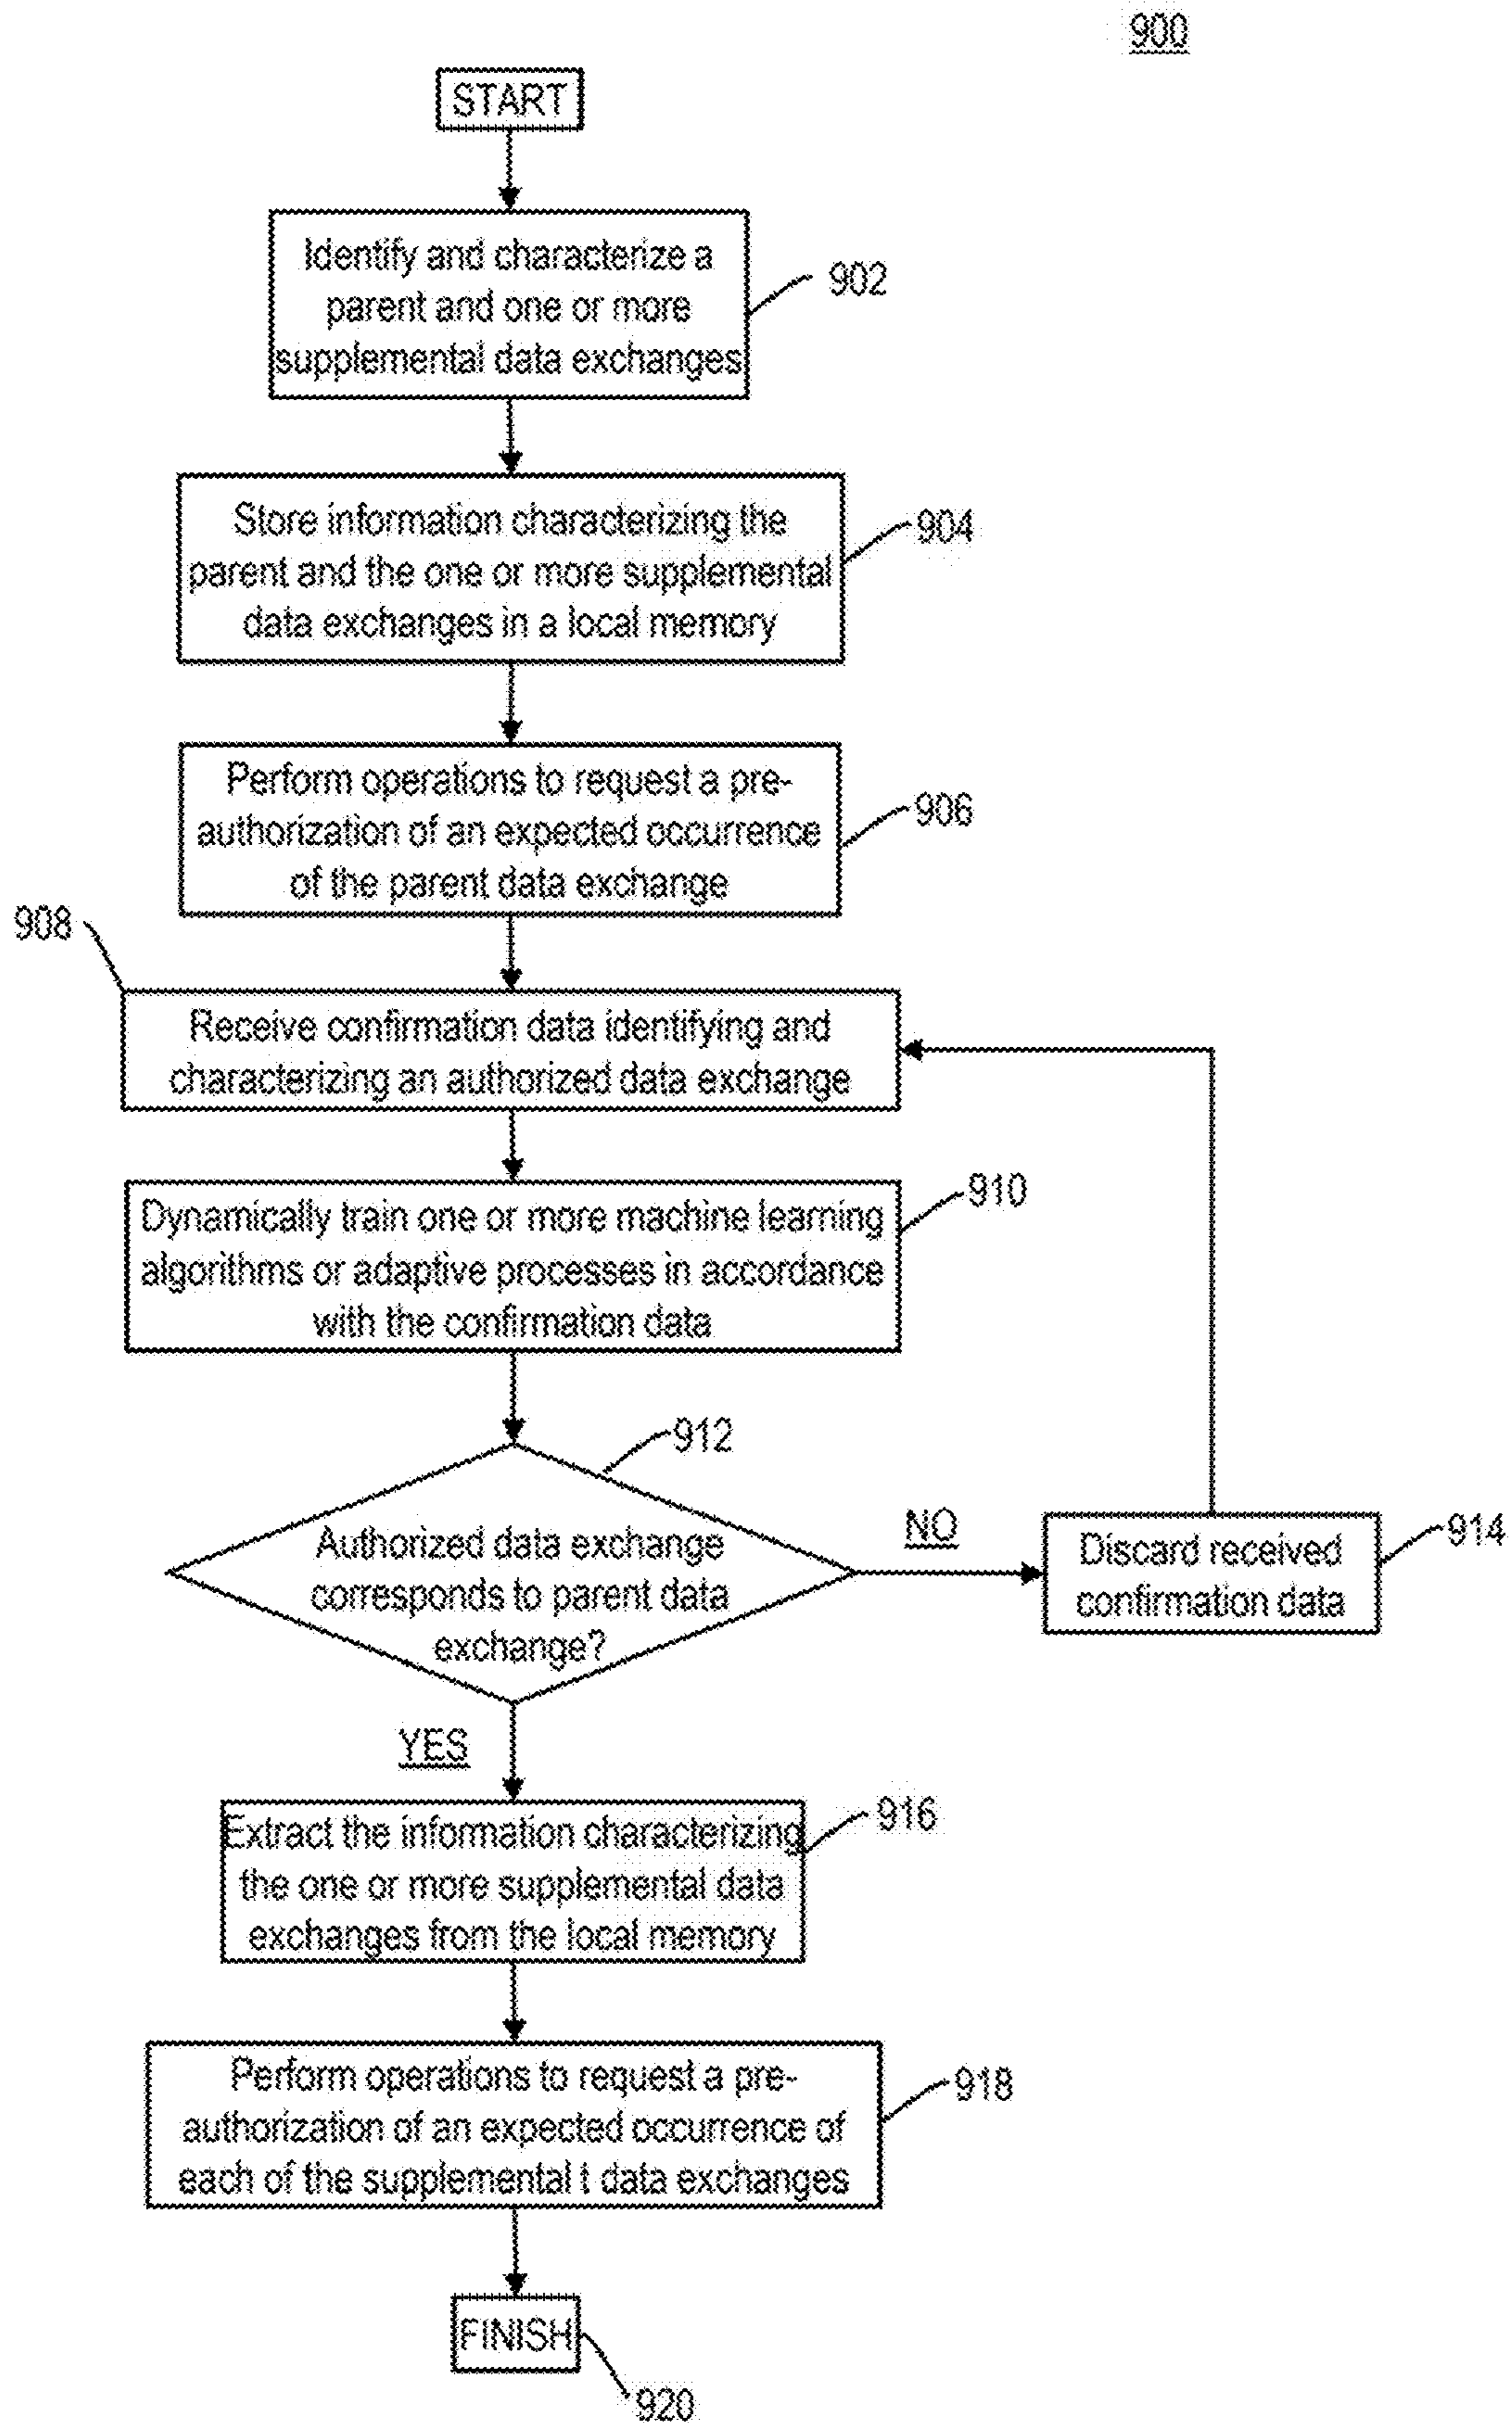 900
START
Identify and characterize a
parent and one or more
supplemental data exchanges
902
Store information characterizing the
parent and the one or more supplemental
data exchanges in a local memory
904
Perform operations to request a pre-
authorization of an expected occurrence
of the parent data exchange
906
908
Receive confirmation data identifying and
characterizing an authorized data exchange
Dynamically train one or more machine learning
algorithms or adaptive processes in accordance
with the confirmation data
910
912
Authorized data exchange
corresponds to parent data
exchange?
NO
Discard received
confirmation data
914
YES
Extract the information characterizing
the one or more supplemental data
exchanges from the local memory
916
Perform operations to request a pre-
authorization of an expected occurrence of
each of the supplemental t data exchanges
918
FINISH
920